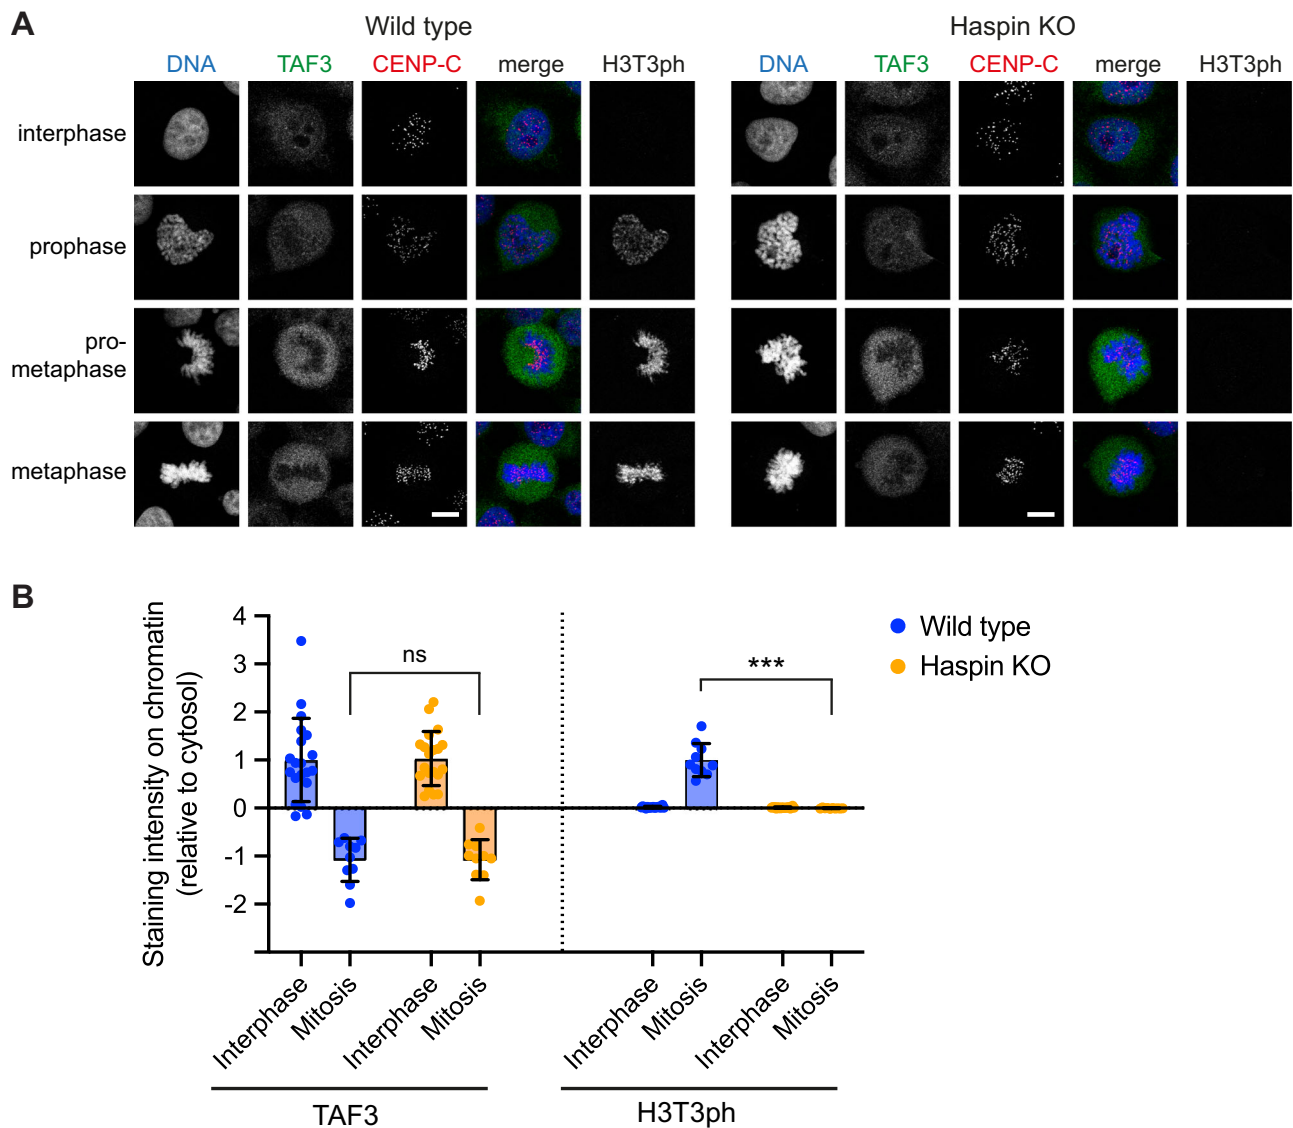 A
Wild type
Haspin KO
DNA TAF3 CENP-C merge H3T3ph
DNA TAF3 CENP-C merge H3T3ph
interphase
prophase
pro-
metaphase
metaphase
B
Staining intensity on chromatin
(relative to cytosol)
4
3
2
1
0
-1
-2
ns
***
Wild type
Haspin KO
Interphase
Mitosis
Interphase
Mitosis
Interphase
Mitosis
Interphase
Mitosis
TAF3
H3T3ph